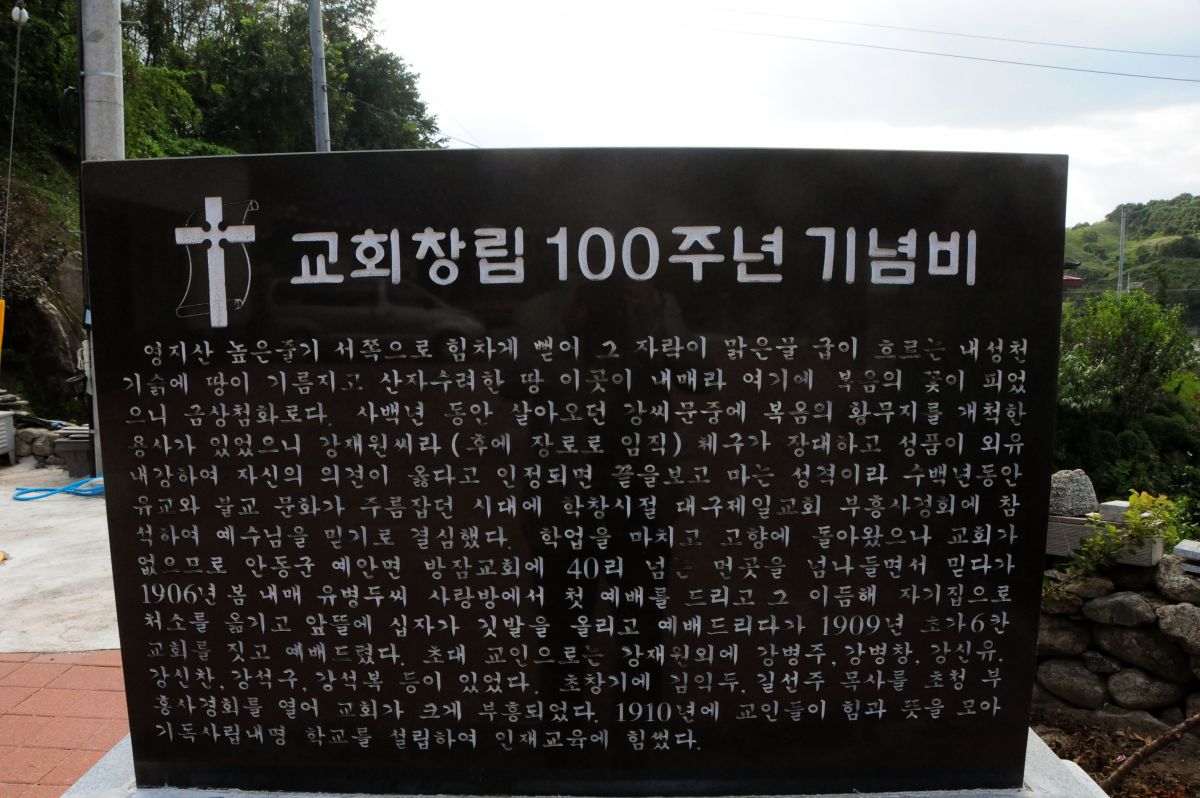 교회창립 100주년 기념비
영지산 높은줄기 서쪽으로 힘차게 뻗어 그 자락이 맑은물 굽이 흐르는 내성천
기슭에 땅이 기름지고 산자수려한 땅 이곳이 내매라 여기에 복음의 꽃이 피었
으니 금상첨화로다. 사백년 동안 살아오던 강씨문중에 복음의 황무지를 개척한
용사가 있었으니 강재원씨라(후에 장로로 임직) 체구가 장대하고 성품이 외유
내강하여 자신의 의견이 옳다고 인정되면 끝을보고 마는 성격이라 수백년동안
유교와 불교 문화가 주름잡던 시대에 학창시절 대구제일교회 부흥사경회에 참
석하여 예수님을 믿기로 결심했다. 학업을 마치고 고향에 돌아왔으나 교회가
없으므로 안동군 예안면 방잠교회에 40리 넘는 먼곳을 넘나들면서 믿다가
1906년 봄 내매 유병두씨 사랑방에서 첫 예배를 드리고 그 이듬해 자기집으로
처소를 옮기고 앞뜰에 십자가 깃발을 올리고 예배드리다가 1909년 초가6칸
교회를 짓고 예배드렸다. 초대 교인으로는 강재원외에 강병주, 강병창, 강신유,
강신찬, 강석구, 강석복 등이 있었다. 초창기에 김익두, 길선주 목사를 초청 부
흥사경회를 열어 교회가 크게 부흥되었다. 1910년에 교인들이 힘과 뜻을 모아
기독사립내명 학교를 설립하여 인재교육에 힘썼다.